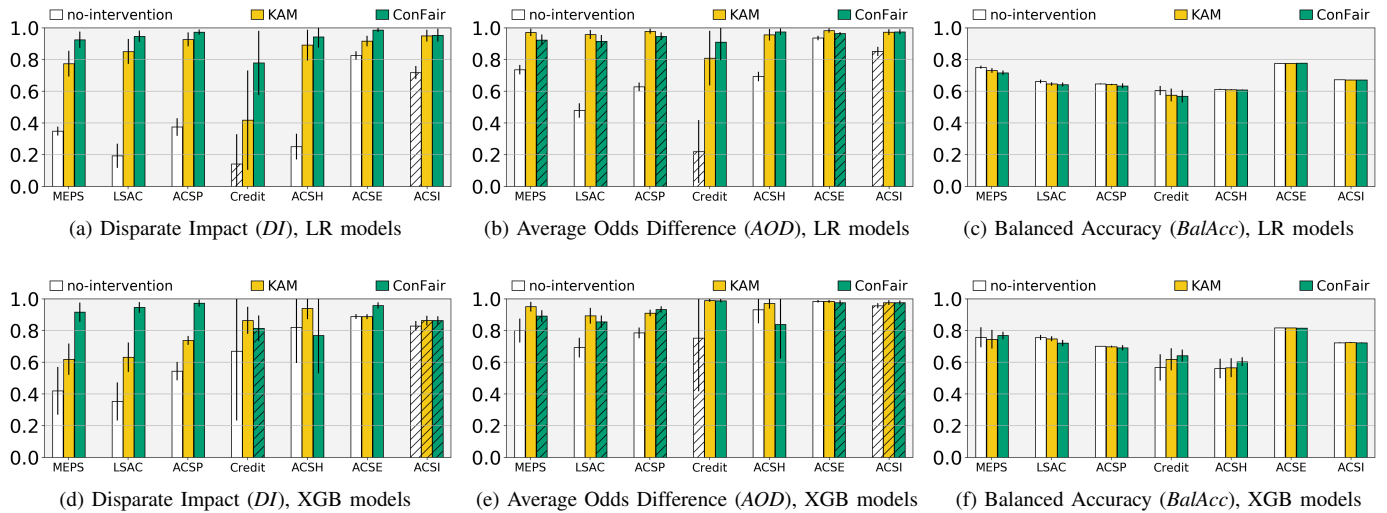 no-intervention KAM ConFair
1.0
0.8
0.6
0.4
0.2
0.0
MEPS LSAC ACSP Credit ACSH ACSE ACSI
(a) Disparate Impact (DI), LR models
no-intervention KAM ConFair
1.0
0.8
0.6
0.4
0.2
0.0
MEPS LSAC ACSP Credit ACSH ACSE ACSI
(b) Average Odds Difference (AOD), LR models
no-intervention KAM ConFair
1.0
0.8
0.6
0.4
0.2
0.0
MEPS LSAC ACSP Credit ACSH ACSE ACSI
(c) Balanced Accuracy (BalAcc), LR models
no-intervention KAM ConFair
1.0
0.8
0.6
0.4
0.2
0.0
MEPS LSAC ACSP Credit ACSH ACSE ACSI
(d) Disparate Impact (DI), XGB models
no-intervention KAM ConFair
1.0
0.8
0.6
0.4
0.2
0.0
MEPS LSAC ACSP Credit ACSH ACSE ACSI
(e) Average Odds Difference (AOD), XGB models
no-intervention KAM ConFair
1.0
0.8
0.6
0.4
0.2
0.0
MEPS LSAC ACSP Credit ACSH ACSE ACSI
(f) Balanced Accuracy (BalAcc), XGB models